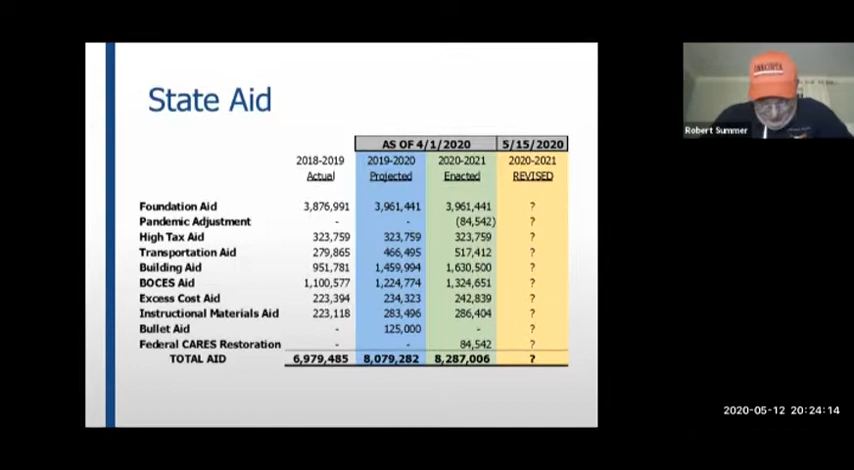 State Aid
AS OF 4/1/2020 5/15/2020
2018-2019 2019-2020 2020-2021 2020-2021
Actual Projected Enacted REVISED
Foundation Aid 3,876,991 3,961,441 3,961,441 ?
Pandemic Adjustment - - (84,542) ?
High Tax Aid 323,759 323,759 323,759 ?
Transportation Aid 279,865 466,495 517,412 ?
Building Aid 951,781 1,459,994 1,630,500 ?
BOCES Aid 1,100,577 1,224,774 1,324,651 ?
Excess Cost Aid 223,394 234,323 242,839 ?
Instructional Materials Aid 223,118 283,496 286,404 ?
Bullet Aid - 125,000 - ?
Federal CARES Restoration - - 84,542 ?
TOTAL AID 6,979,485 8,079,282 8,287,006 ?
Robert Summer
2020-05-12 20:24:14